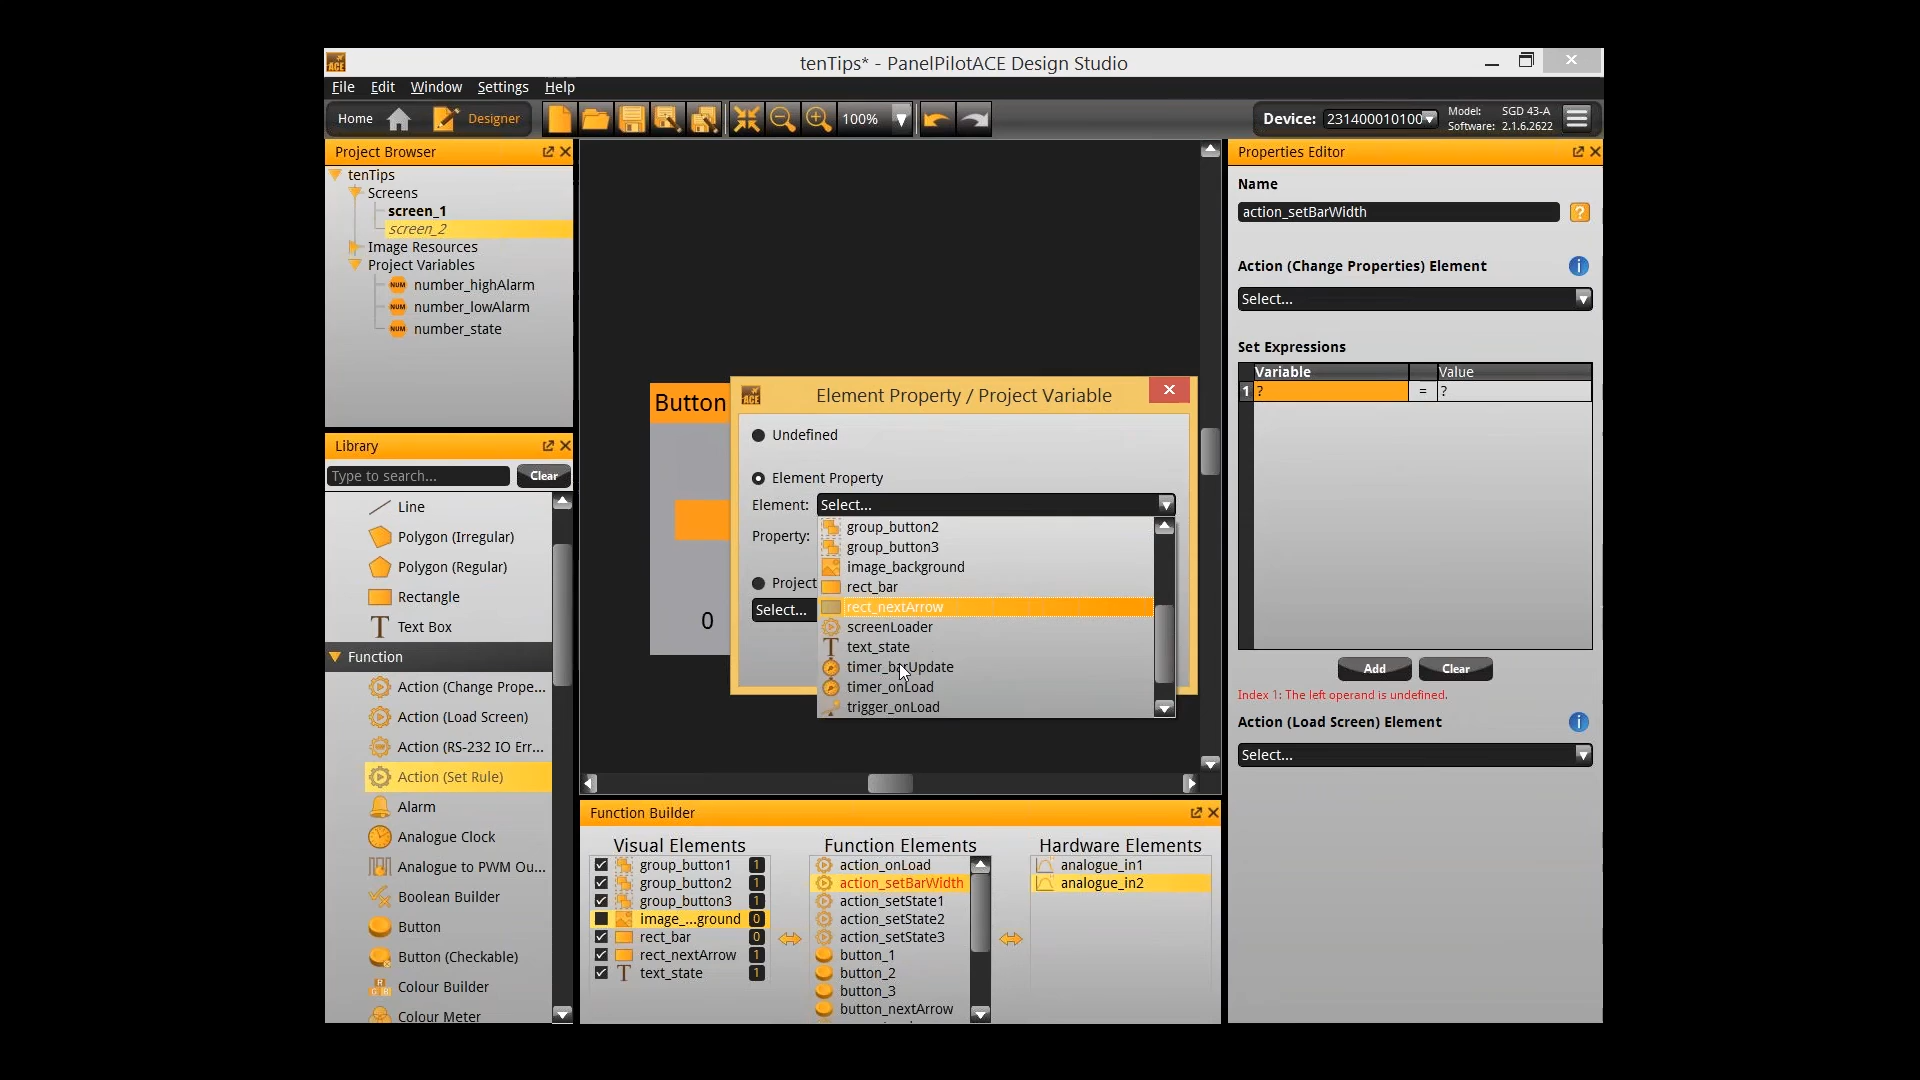 tenTips* - PanelPilotACE Design Studio
File Edit Window Settings Help
Home Designer 100% Device: 231400010100 Model: SGD 43-A
Software: 2.1.6.2622
Project Browser
tenTips
Screens
screen_1
screen_2
Image Resources
Project Variables
NUM number_highAlarm
NUM number_lowAlarm
NUM number_state
Library
Type to search... Clear
Line
Polygon (Irregular)
Polygon (Regular)
Rectangle
T Text Box
Function
Action (Change Prope...
Action (Load Screen)
Action (RS-232 IO Err...
Action (Set Rule)
Alarm
Analogue Clock
Analogue to PWM Ou...
Boolean Builder
Button
Button (Checkable)
Colour Builder
Colour Meter
Button
0
ACE Element Property / Project Variable
Undefined
Element Property
Element: Select...
Property:
Project
Select...
group_button2
group_button3
image_background
rect_bar
rect_nextArrow
screenLoader
T text_state
timer_barUpdate
timer_onLoad
trigger_onLoad
Function Builder
Visual Elements
group_button1 1
group_button2 1
group_button3 1
image_...ground 0
rect_bar 0
rect_nextArrow 1
T text_state 1
Function Elements
action_onLoad
action_setBarWidth
action_setState1
action_setState2
action_setState3
button_1
button_2
button_3
button_nextArrow
Hardware Elements
analogue_in1
analogue_in2
Properties Editor
Name
action_setBarWidth ?
Action (Change Properties) Element i
Select...
Set Expressions
Variable Value
1 ? = ?
Add Clear
Index 1: The left operand is undefined.
Action (Load Screen) Element i
Select...